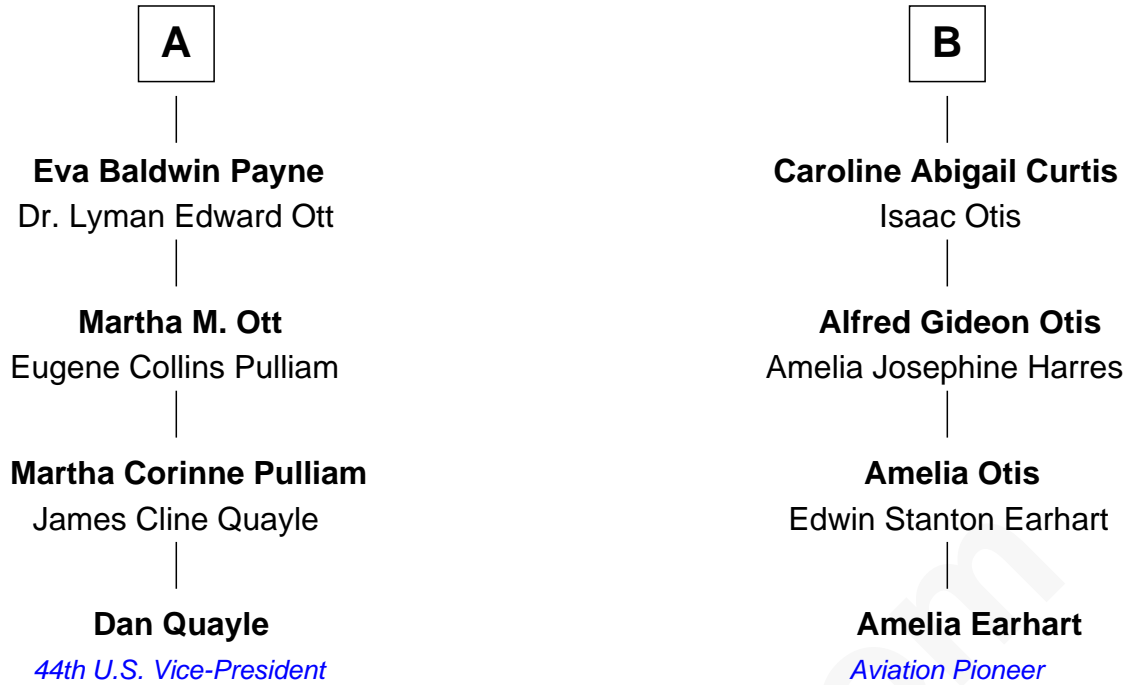 A
Eva Baldwin Payne
Dr. Lyman Edward Ott
Martha M. Ott
Eugene Collins Pulliam
Martha Corinne Pulliam
James Cline Quayle
Dan Quayle
44th U.S. Vice-President
B
Caroline Abigail Curtis
Isaac Otis
Alfred Gideon Otis
Amelia Josephine Harres
Amelia Otis
Edwin Stanton Earhart
Amelia Earhart
Aviation Pioneer